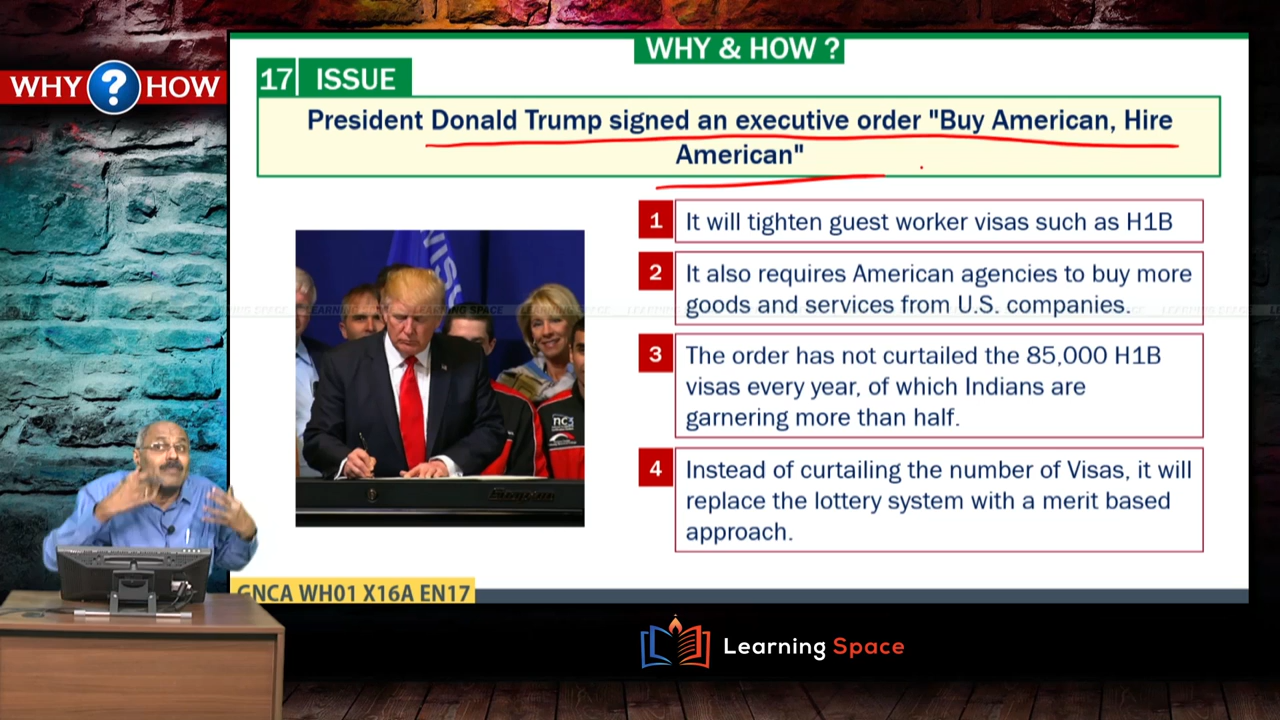 WHY & HOW ?
WHY ? HOW
17 ISSUE
President Donald Trump signed an executive order "Buy American, Hire
American"
1 It will tighten guest worker visas such as H1B
2 It also requires American agencies to buy more
goods and services from U.S. companies.
3 The order has not curtailed the 85,000 H1B
visas every year, of which Indians are
garnering more than half.
4 Instead of curtailing the number of Visas, it will
replace the lottery system with a merit based
approach.
LEARNING SPACE
nc3
GNCA WH01 X16A EN17
Learning Space